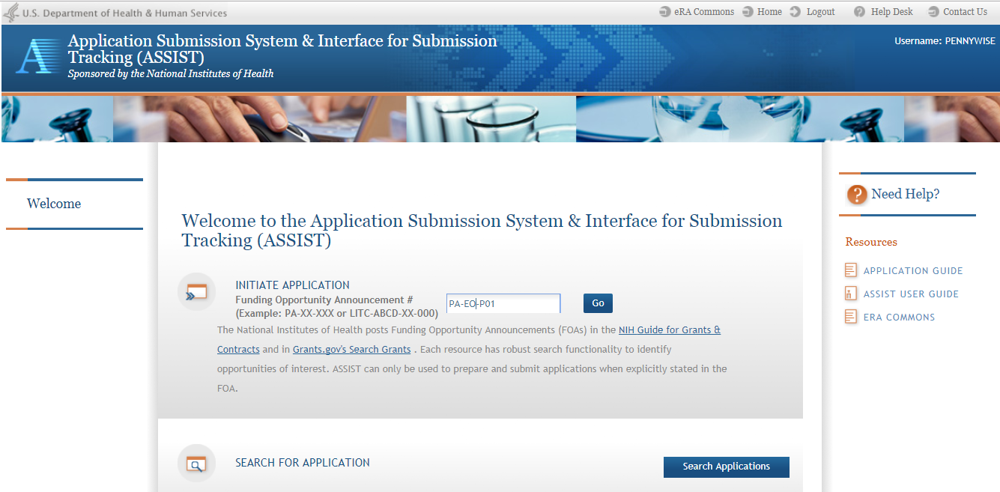 U.S. Department of Health & Human Services
eRA Commons Home Logout Help Desk Contact Us
A
Application Submission System & Interface for Submission
Tracking (ASSIST)
Sponsored by the National Institutes of Health
Username: PENNYWISE
Welcome
Welcome to the Application Submission System & Interface for Submission
Tracking (ASSIST)
INITIATE APPLICATION
Funding Opportunity Announcement #
(Example: PA-XX-XXX or LITC-ABCD-XX-000)
PA-EO-P01
Go
The National Institutes of Health posts Funding Opportunity Announcements (FOAs) in the NIH Guide for Grants &
Contracts and in Grants.gov's Search Grants . Each resource has robust search functionality to identify
opportunities of interest. ASSIST can only be used to prepare and submit applications when explicitly stated in the
FOA.
SEARCH FOR APPLICATION
Search Applications
? Need Help?
Resources
APPLICATION GUIDE
ASSIST USER GUIDE
ERA COMMONS